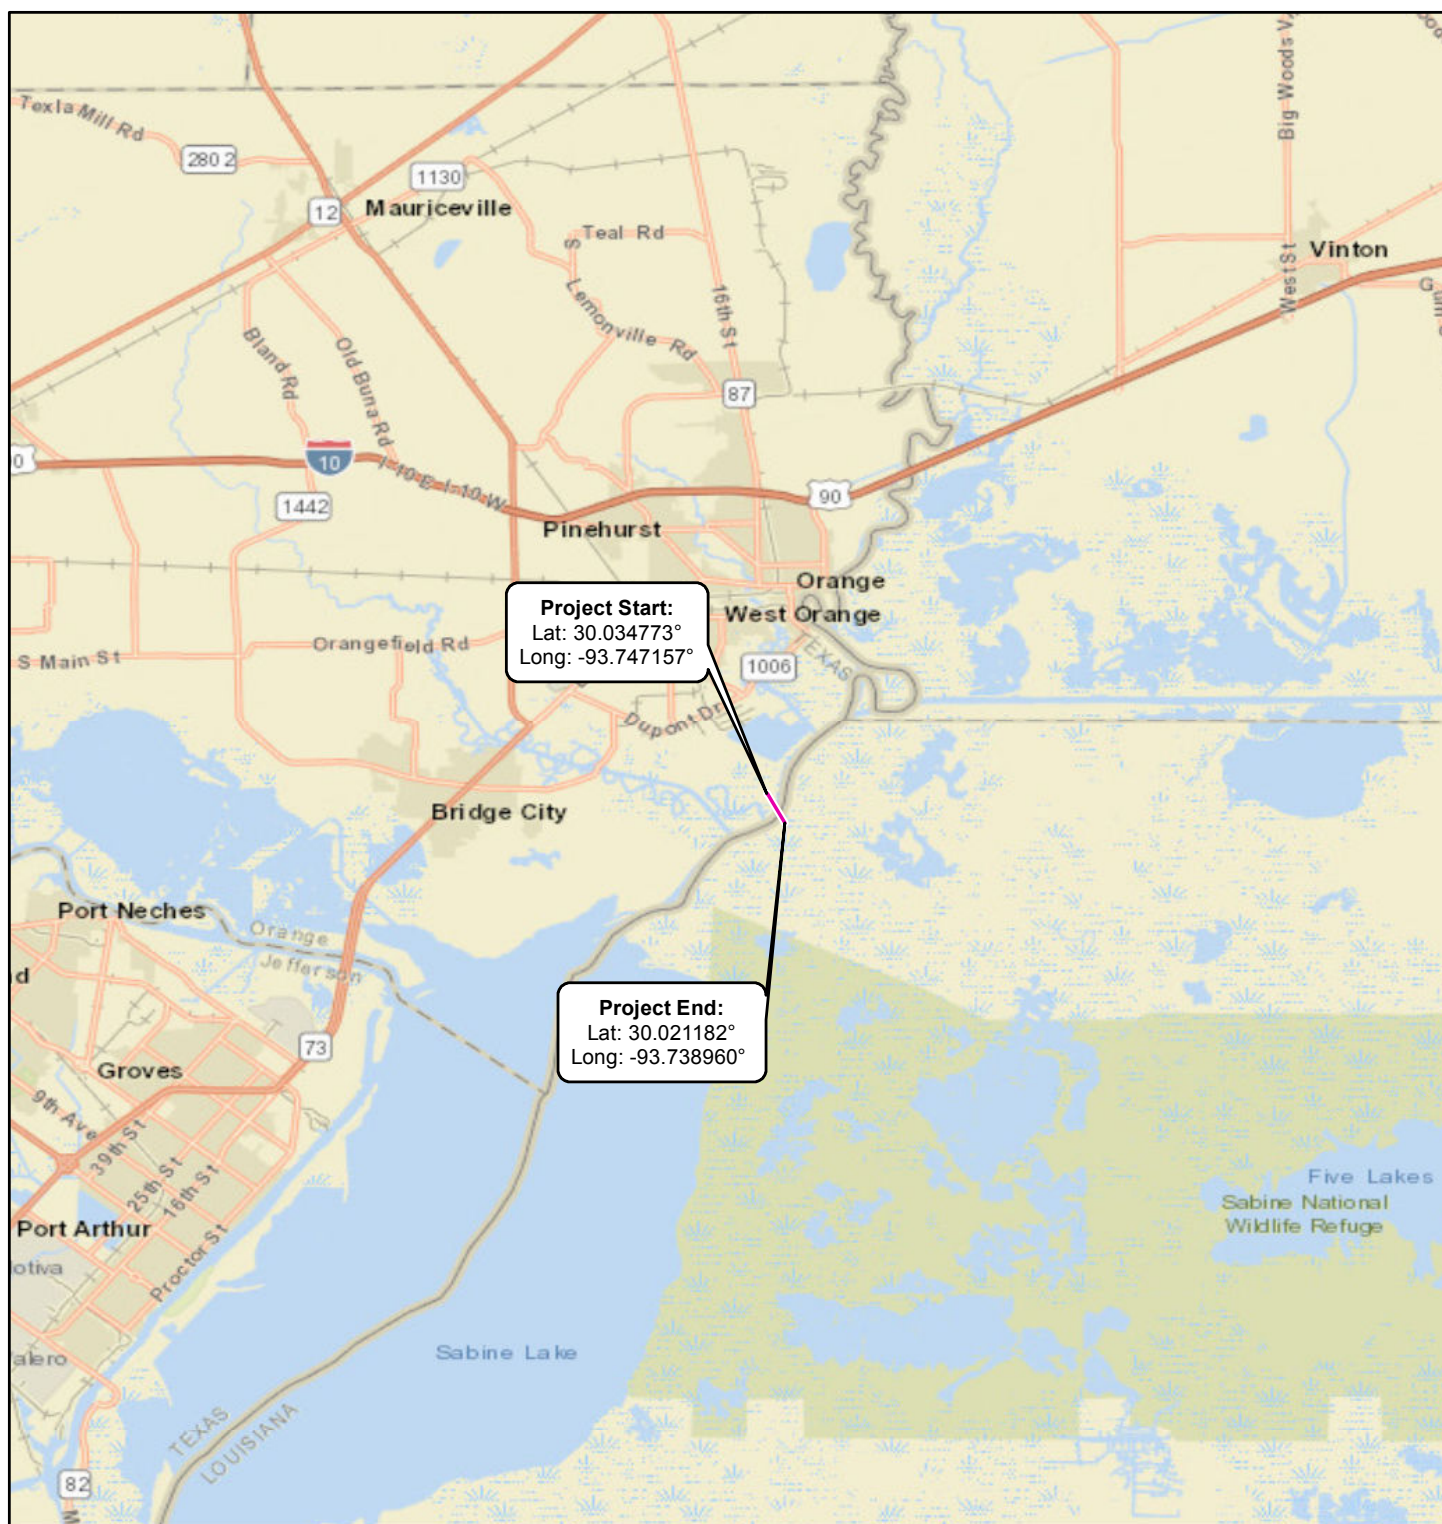 Texla Mill Rd
280 2
1130
12
Mauriceville
Teal Rd
S
Lemonville Rd
16th St
Big Woods V
Vinton
West St
Bland Rd
Old Buna Rd
87
10
I-10 E I-10 W
0
1442
90
Pinehurst
Orange
West Orange
Project Start:
Lat: 30.034773°
Long: -93.747157°
TEXAS
1006
Orangefield Rd
S Main St
Dupont Dr
Bridge City
Port Neches
Orange
Jefferson
nd
Project End:
Lat: 30.021182°
Long: -93.738960°
73
Groves
9th Ave
39th St
25th St
16th St
Proctor St
Port Arthur
otiva
alero
Five Lakes
Sabine National
Wildlife Refuge
Sabine Lake
TEXAS
LOUISIANA
82
M